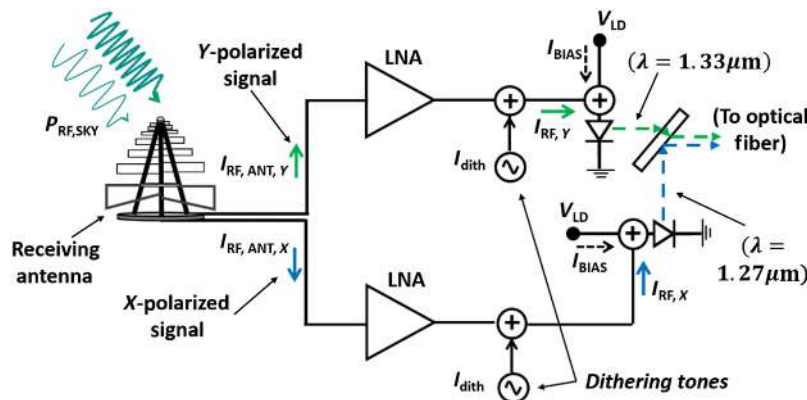 Y-polarized
signal
P_RF,SKY
I_RF, ANT, Y
Receiving
antenna
I_RF, ANT, X
X-polarized
signal
LNA
I_dith
I_RF, Y
I_BIAS
V_LD
(λ = 1.33μm)
(To optical
fiber)
LNA
I_dith
Dithering tones
V_LD
I_BIAS
I_RF, X
(λ =
1.27μm)